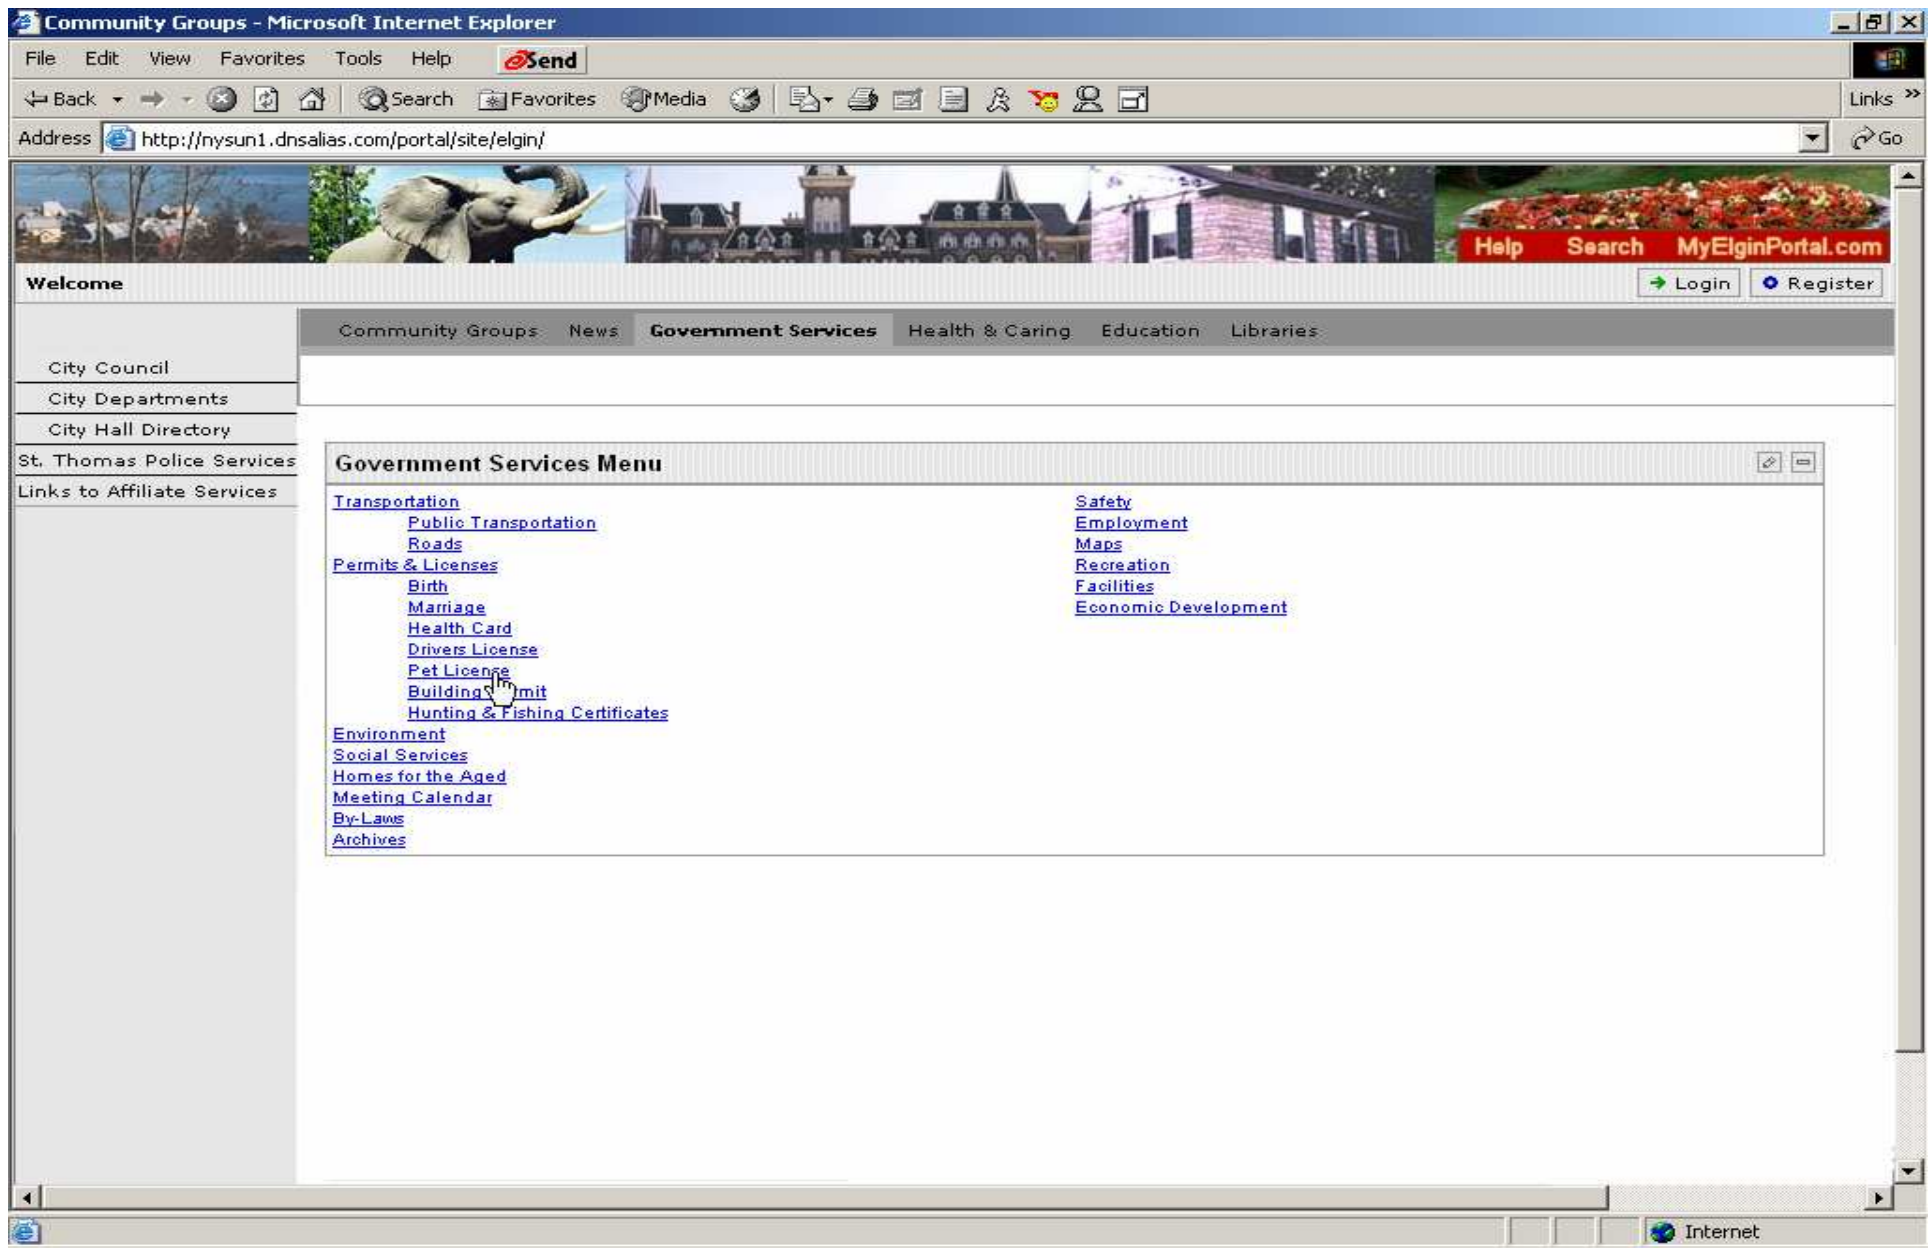 Community Groups - Microsoft Internet Explorer
File Edit View Favorites Tools Help Send
Back Search Favorites Media Links »
Address http://nysun1.dnsalias.com/portal/site/elgin/ Go
Help Search MyElginPortal.com
Welcome Login Register
Community Groups News Government Services Health & Caring Education Libraries
City Council
City Departments
City Hall Directory
St. Thomas Police Services
Links to Affiliate Services
Government Services Menu
Transportation
Public Transportation
Roads
Permits & Licenses
Birth
Marriage
Health Card
Drivers License
Pet License
Building mit
Hunting & Fishing Certificates
Environment
Social Services
Homes for the Aged
Meeting Calendar
By-Laws
Archives
Safety
Employment
Maps
Recreation
Facilities
Economic Development
Internet